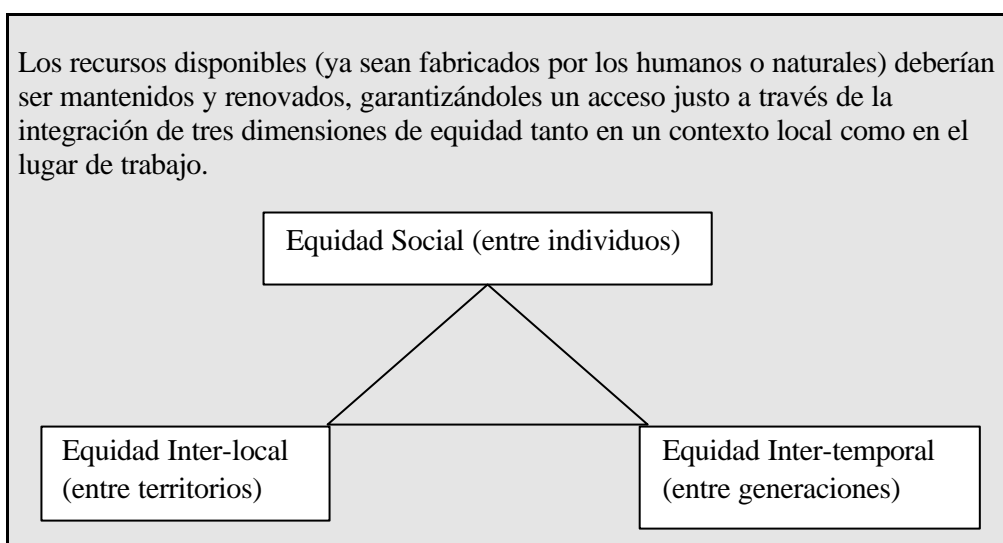 Los recursos disponibles (ya sean fabricados por los humanos o naturales) deberían
ser mantenidos y renovados, garantizándoles un acceso justo a través de la
integración de tres dimensiones de equidad tanto en un contexto local como en el
lugar de trabajo.
Equidad Social (entre individuos)
Equidad Inter-local
(entre territorios)
Equidad Inter-temporal
(entre generaciones)